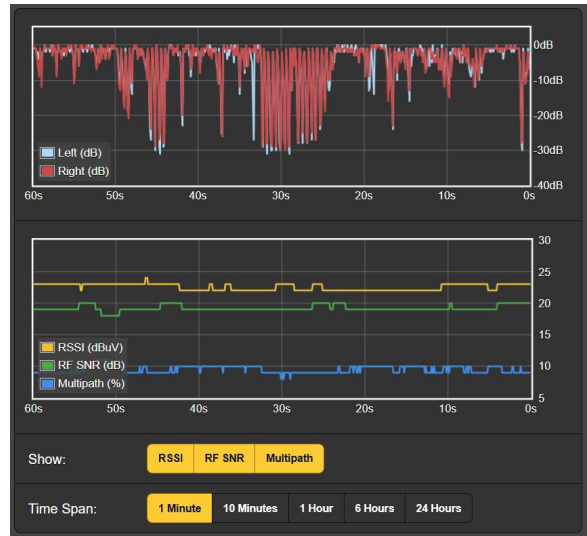 0dB
-10dB
-20dB
-30dB
-40dB
Left (dB)
Right (dB)
60s 50s 40s 30s 20s 10s 0s
30
25
20
15
10
5
RSSI (dBuV)
RF SNR (dB)
Multipath (%)
60s 50s 40s 30s 20s 10s 0s
Show: RSSI RF SNR Multipath
Time Span: 1 Minute 10 Minutes 1 Hour 6 Hours 24 Hours